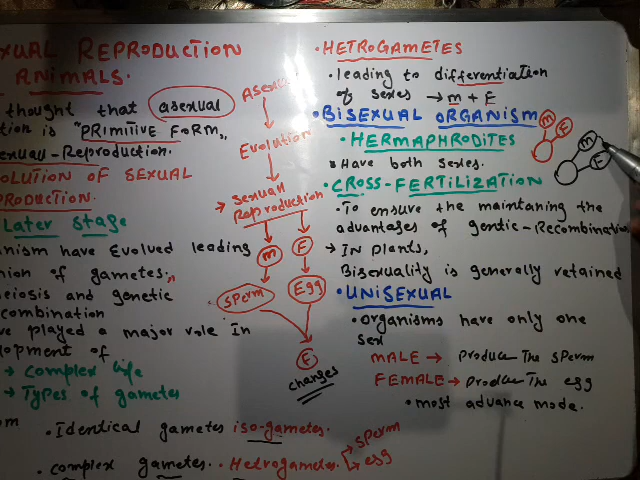 XUAL REPRODUCTION
ANIMALS.
thought that asexual
tion is "PRIMITIVE FORM,,
exual-Reproduction.
OLUTION OF SEXUAL
PRODUCTION.
LATER STAGE
nism have Evolved leading
nion of gametes.
eiosis and genetic
combination
ve played a major role In
lopment of
→ Complex life
→ Types of gametes
• Identical gametes iso-gametes.
• Complex gametes. • Hetrogametes → sperm
→ egg
Asexu
Evolution
→ Sexual
Reproduction
M F
sperm Egg
E
changes
• HETROGAMETES
• leading to differentiation
of sexes → M + F
• BISEXUAL ORGANISM
• HERMAPHRODITES
• Have both sexes.
M F
M F
• CROSS-FERTILIZATION
• To ensure the maintaning the
advantages of gentic-Recombination
→ In plants,
Bisexuality is generally retained
• UNISEXUAL
• Organisms have only one
sex
MALE → Produce The sperm
FEMALE → Produce The egg
• most advance mode.